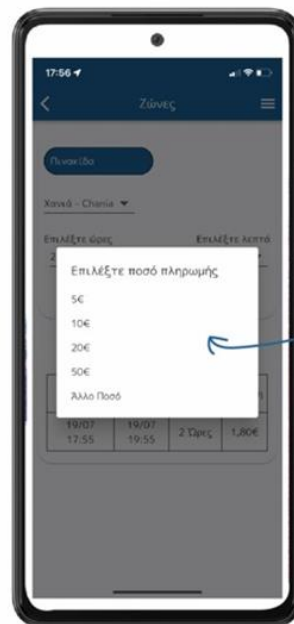 17:56
Ζώνες
Πινακίδα
Χανιά - Chania
Επιλέξτε ώρες
Επιλέξτε λεπτά
2
Επιλέξτε ποσό πληρωμής
5€
10€
20€
50€
Άλλο Ποσό
19/07 19/07 2 Ώρες 1,80€
17:55 19:55